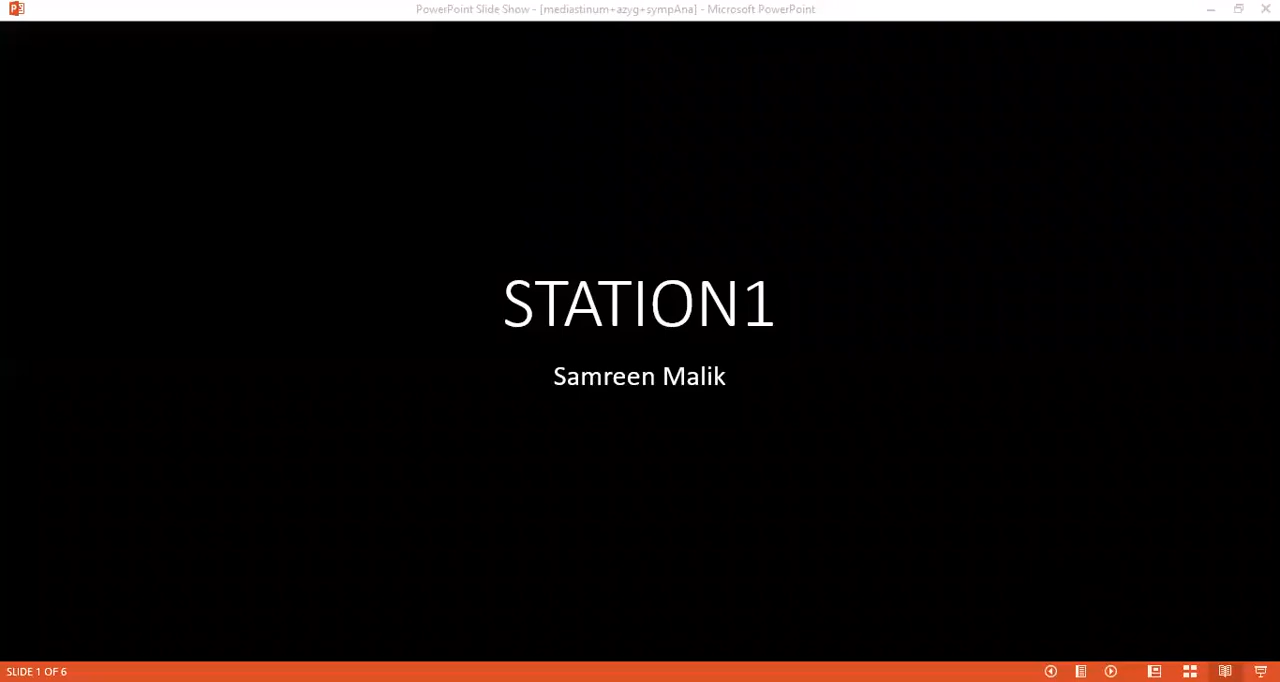 PowerPoint Slide Show - [mediastinum+azyg+sympAna] - Microsoft PowerPoint
STATION1
Samreen Malik
SLIDE 1 OF 6